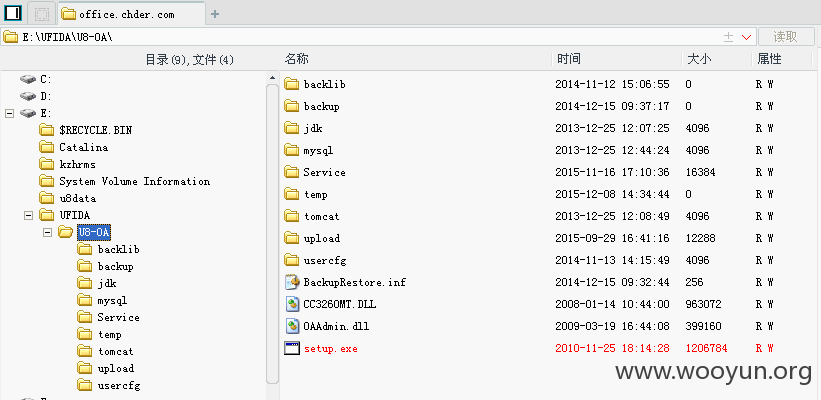 office.chder.com
E:\UFIDA\U8-OA\ 读取
目录(9),文件(4) 名称 时间 大小 属性
C:
D:
E:
$RECYCLE.BIN
Catalina
kzhrms
System Volume Information
u8data
UFIDA
U8-OA
backlib
backup
jdk
mysql
Service
temp
tomcat
upload
usercfg
backlib 2014-11-12 15:06:55 0 R W
backup 2014-12-15 09:37:17 0 R W
jdk 2013-12-25 12:07:25 4096 R W
mysql 2013-12-25 12:44:24 4096 R W
Service 2015-11-16 17:10:36 16384 R W
temp 2015-12-08 14:34:44 0 R W
tomcat 2013-12-25 12:08:49 4096 R W
upload 2015-09-29 16:41:16 12288 R W
usercfg 2014-11-13 14:15:49 4096 R W
BackupRestore.inf 2014-12-15 09:32:44 256 R W
CC3260MT.DLL 2008-01-14 10:44:00 963072 R W
OAAdmin.dll 2009-03-19 16:44:08 399160 R W
setup.exe 2010-11-25 18:14:28 1206784 R W
www.wooyun.org